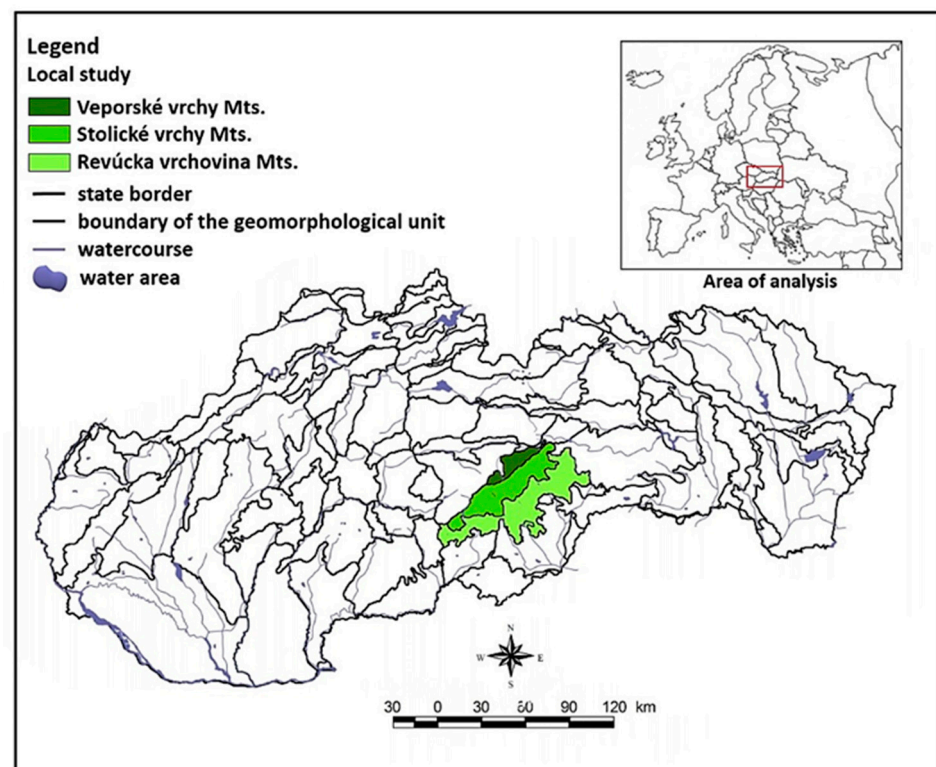 Legend
Local study
Veporské vrchy Mts.
Stolické vrchy Mts.
Revúcka vrchovina Mts.
state border
boundary of the geomorphological unit
watercourse
water area
Area of analysis
N
W E
S
30 0 30 60 90 120 km